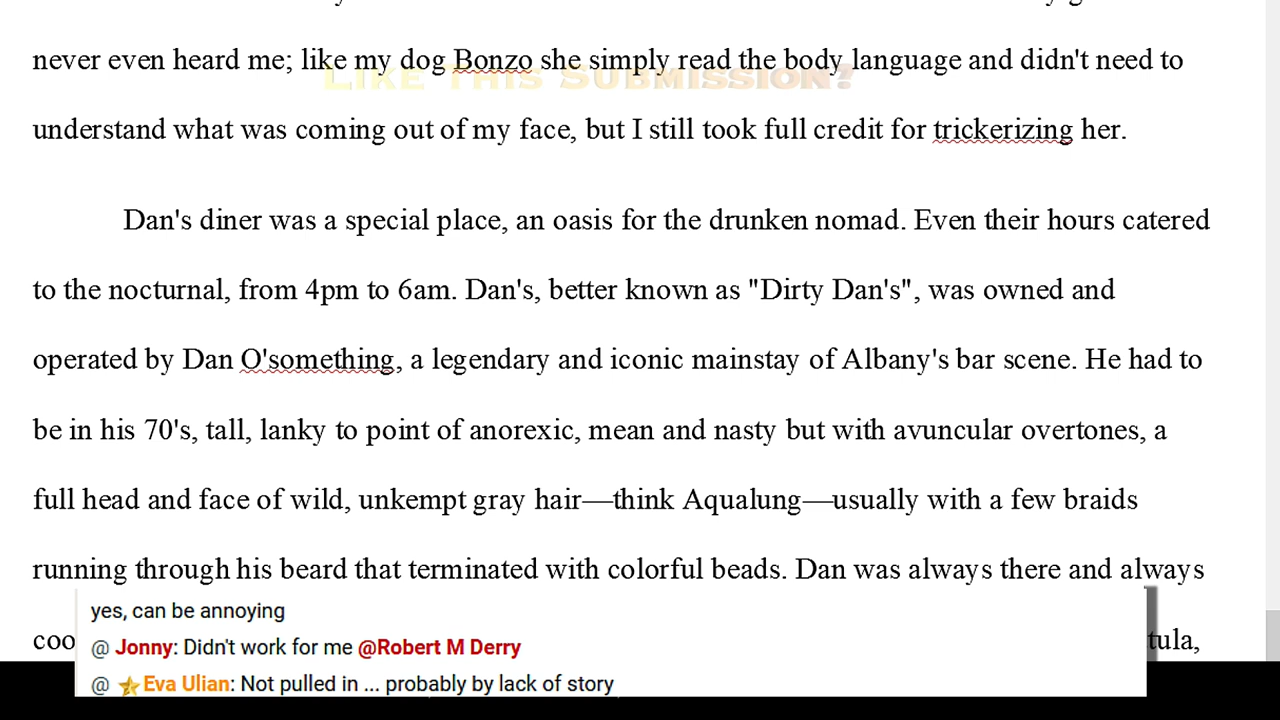 never even heard me; like my dog Bonzo she simply read the body language and didn't need to
Like This Submission?
understand what was coming out of my face, but I still took full credit for trickerizing her.
Dan's diner was a special place, an oasis for the drunken nomad. Even their hours catered
to the nocturnal, from 4pm to 6am. Dan's, better known as "Dirty Dan's", was owned and
operated by Dan O'something, a legendary and iconic mainstay of Albany's bar scene. He had to
be in his 70's, tall, lanky to point of anorexic, mean and nasty but with avuncular overtones, a
full head and face of wild, unkempt gray hair—think Aqualung—usually with a few braids
running through his beard that terminated with colorful beads. Dan was always there and always
yes, can be annoying
@ Jonny: Didn't work for me @Robert M Derry
@ Eva Ulian: Not pulled in ... probably by lack of story